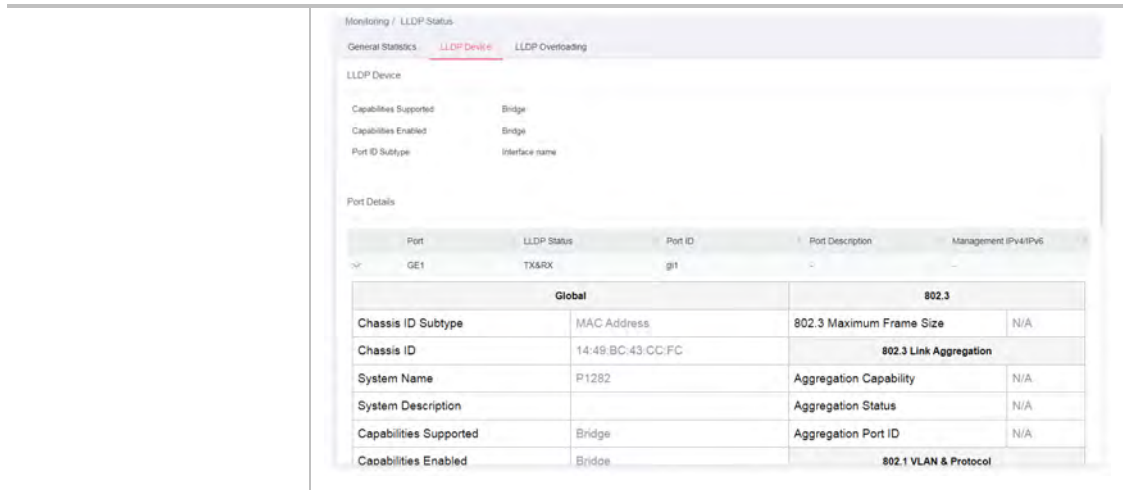 Monitoring / LLDP Status
General Statistics LLDP Device LLDP Overloading
LLDP Device
Capabilities Supported Bridge
Capabilities Enabled Bridge
Port ID Subtype Interface name
Port Details
Port LLDP Status Port ID Port Description Management IPv4/IPv6
GE1 TX&RX gi1 - -
Global 802.3
Chassis ID Subtype MAC Address 802.3 Maximum Frame Size N/A
Chassis ID 14:49:BC:43:CC:FC 802.3 Link Aggregation
System Name P1282 Aggregation Capability N/A
System Description Aggregation Status N/A
Capabilities Supported Bridge Aggregation Port ID N/A
Capabilities Enabled Bridge 802.1 VLAN & Protocol